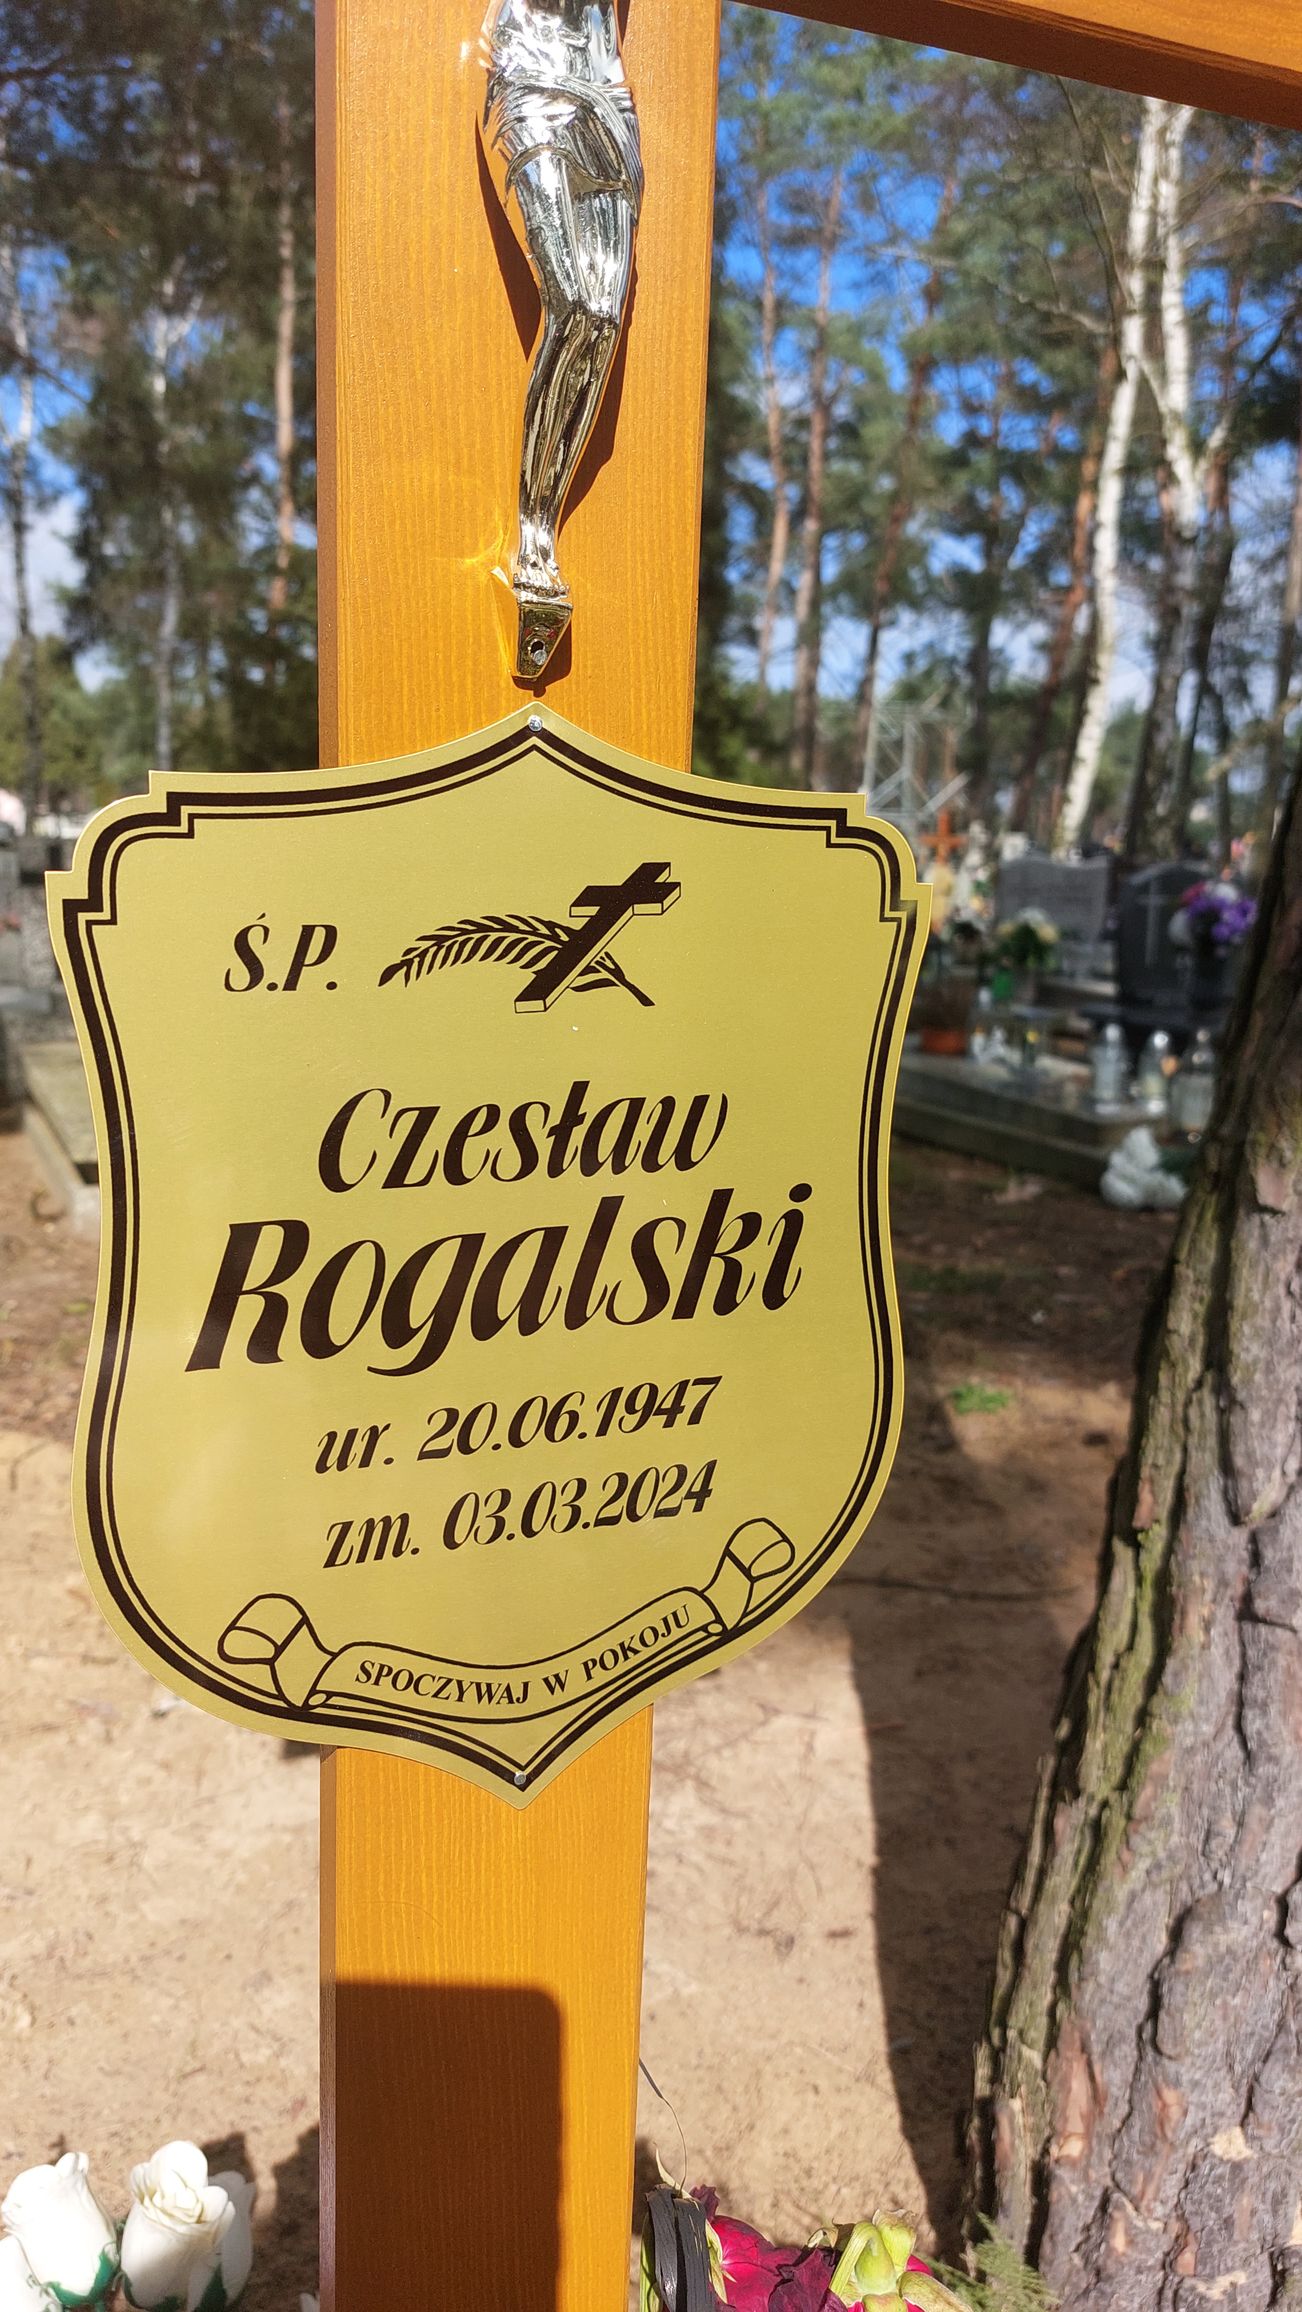 Ś.P.
Czesław
Rogalski
ur. 20.06.1947
zm. 03.03.2024
SPOCZYWAJ W POKOJU